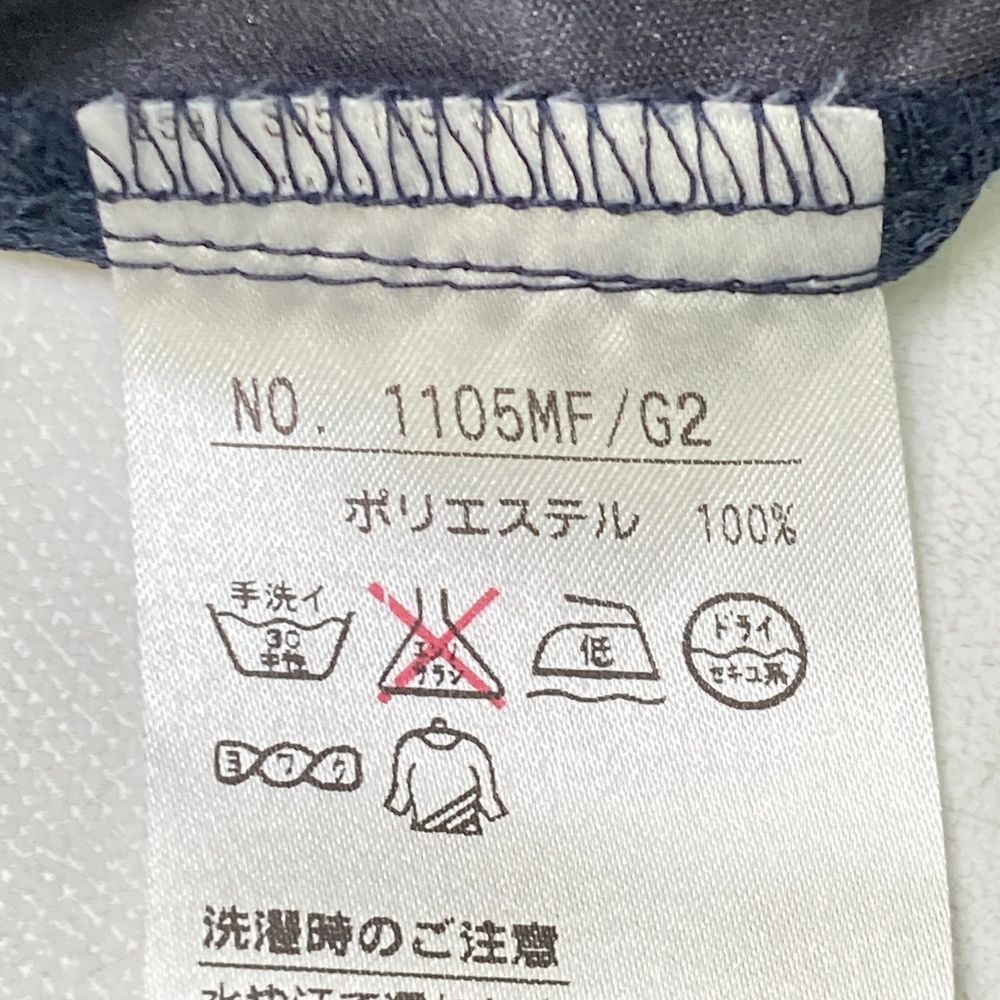 NO. 1105MF/G2
ポリエステル 100%
手洗イ
30
中性
エンソ
サラシ
低
ドライ
セキユ系
ヨワク
洗濯時のご注意